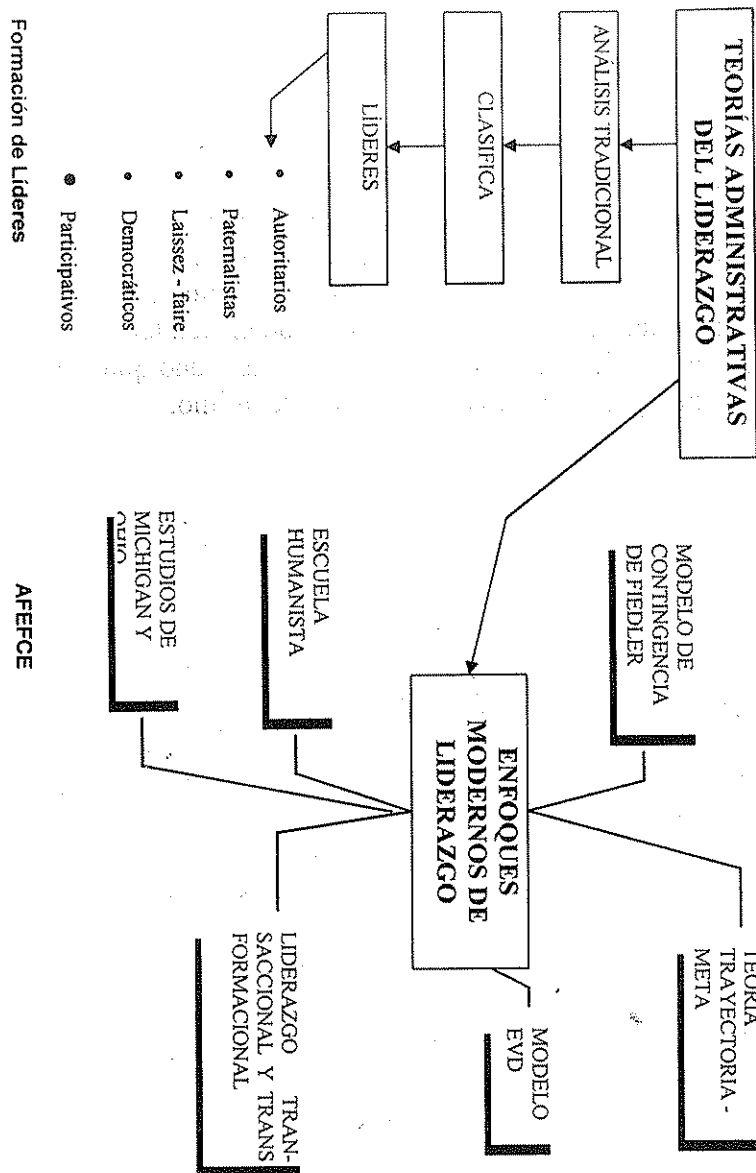 TEORÍAS ADMINISTRATIVAS
DEL LIDERAZGO
ANÁLISIS TRADICIONAL
CLASIFICA
LÍDERES
• Autoritarios
• Paternalistas
• Laissez - faire
• Democráticos
• Participativos
MODELO DE
CONTINGENCIA
DE FIEDLER
TEORÍA
TRAYECTORIA -
META
ENFOQUES
MODERNOS DE
LIDERAZGO
MODELO
EVD
ESCUELA
HUMANISTA
LIDERAZGO TRAN-
SACCIONAL Y TRANS
FORMACIONAL
ESTUDIOS DE
MICHIGAN Y
OHIO
Formación de Líderes
AFEFCE